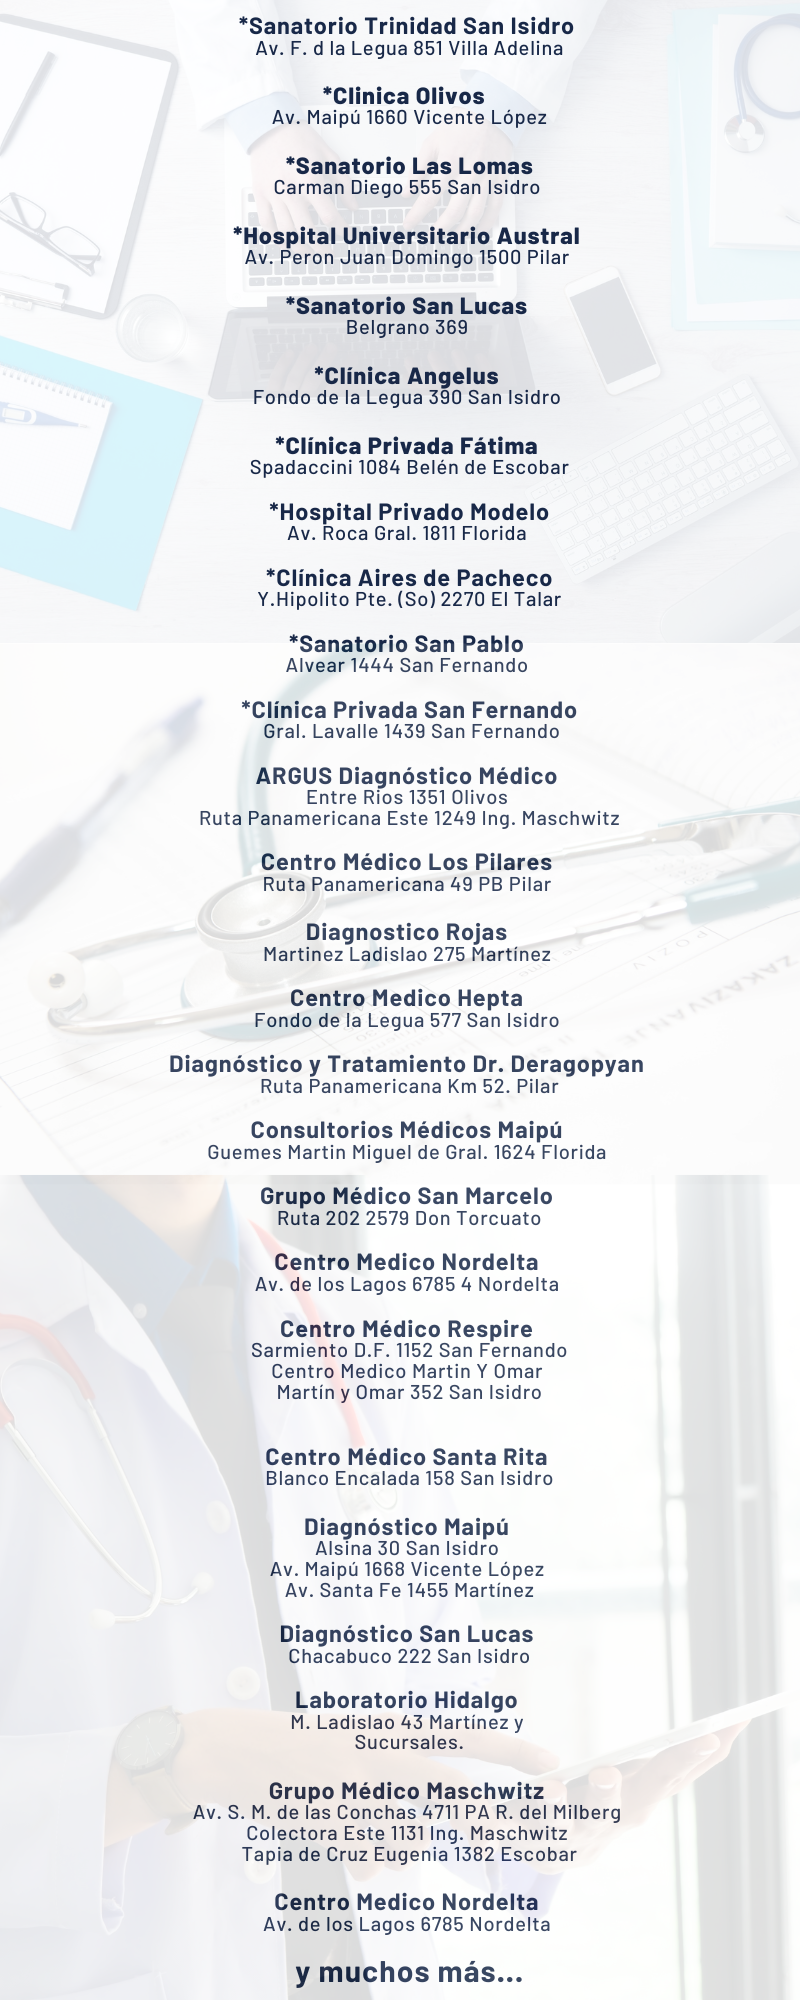 *Sanatorio Trinidad San Isidro
Av. F. d la Legua 851 Villa Adelina
*Clinica Olivos
Av. Maipú 1660 Vicente López
*Sanatorio Las Lomas
Carman Diego 555 San Isidro
*Hospital Universitario Austral
Av. Peron Juan Domingo 1500 Pilar
*Sanatorio San Lucas
Belgrano 369
*Clínica Angelus
Fondo de la Legua 390 San Isidro
*Clínica Privada Fátima
Spadaccini 1084 Belén de Escobar
*Hospital Privado Modelo
Av. Roca Gral. 1811 Florida
*Clínica Aires de Pacheco
Y.Hipolito Pte. (So) 2270 El Talar
*Sanatorio San Pablo
Alvear 1444 San Fernando
*Clínica Privada San Fernando
Gral. Lavalle 1439 San Fernando
ARGUS Diagnóstico Médico
Entre Rios 1351 Olivos
Ruta Panamericana Este 1249 Ing. Maschwitz
Centro Médico Los Pilares
Ruta Panamericana 49 PB Pilar
Diagnostico Rojas
Martinez Ladislao 275 Martínez
Centro Medico Hepta
Fondo de la Legua 577 San Isidro
Diagnóstico y Tratamiento Dr. Deragopyan
Ruta Panamericana Km 52. Pilar
Consultorios Médicos Maipú
Guemes Martin Miguel de Gral. 1624 Florida
Grupo Médico San Marcelo
Ruta 202 2579 Don Torcuato
Centro Medico Nordelta
Av. de los Lagos 6785 4 Nordelta
Centro Médico Respire
Sarmiento D.F. 1152 San Fernando
Centro Medico Martin Y Omar
Martín y Omar 352 San Isidro
Centro Médico Santa Rita
Blanco Encalada 158 San Isidro
Diagnóstico Maipú
Alsina 30 San Isidro
Av. Maipú 1668 Vicente López
Av. Santa Fe 1455 Martínez
Diagnóstico San Lucas
Chacabuco 222 San Isidro
Laboratorio Hidalgo
M. Ladislao 43 Martínez y
Sucursales.
Grupo Médico Maschwitz
Av. S. M. de las Conchas 4711 PA R. del Milberg
Colectora Este 1131 Ing. Maschwitz
Tapia de Cruz Eugenia 1382 Escobar
Centro Medico Nordelta
Av. de los Lagos 6785 Nordelta
y muchos más...